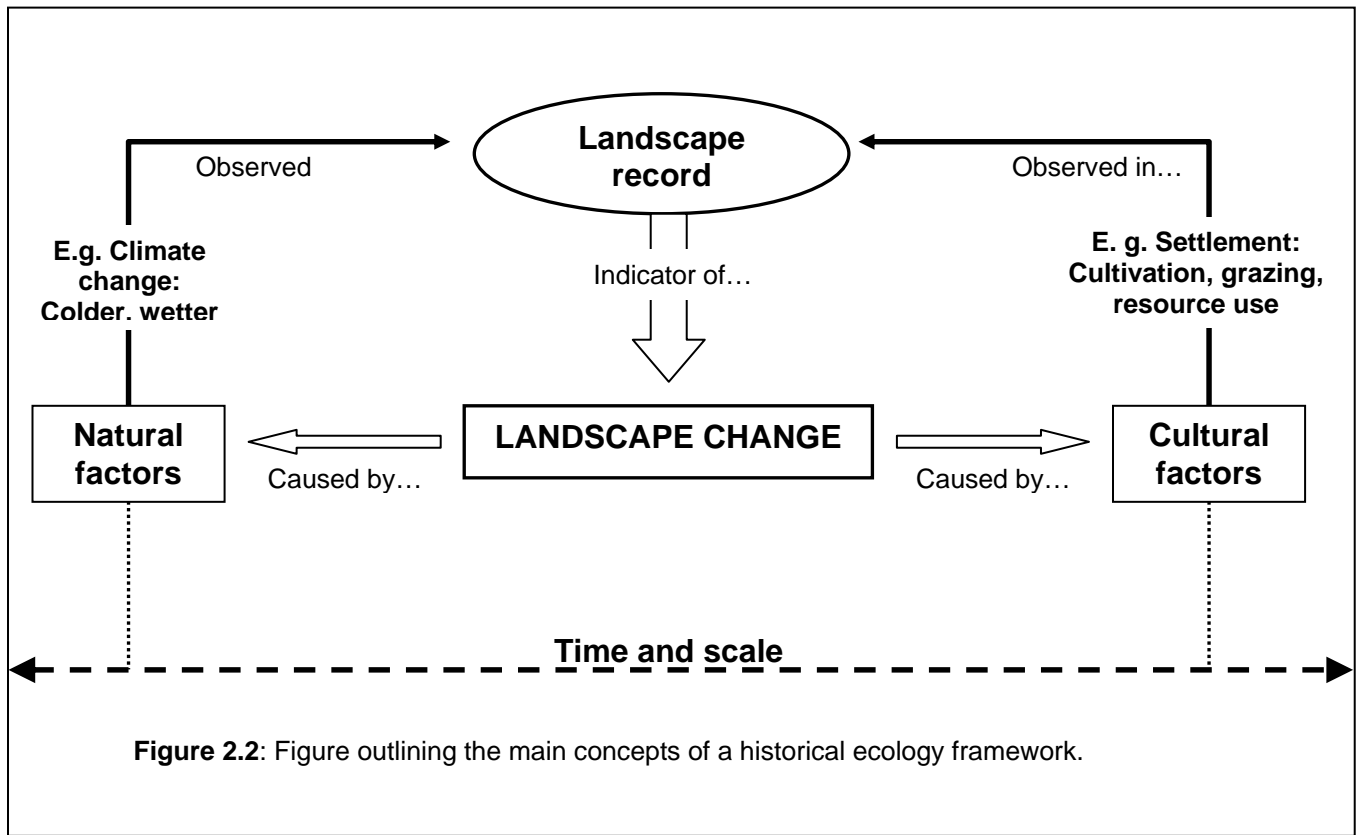 Landscape
record
Observed
Observed in…
E.g. Climate
change:
Colder, wetter
Indicator of…
E. g. Settlement:
Cultivation, grazing,
resource use
Natural
factors
Caused by…
LANDSCAPE CHANGE
Caused by…
Cultural
factors
Time and scale
Figure 2.2: Figure outlining the main concepts of a historical ecology framework.